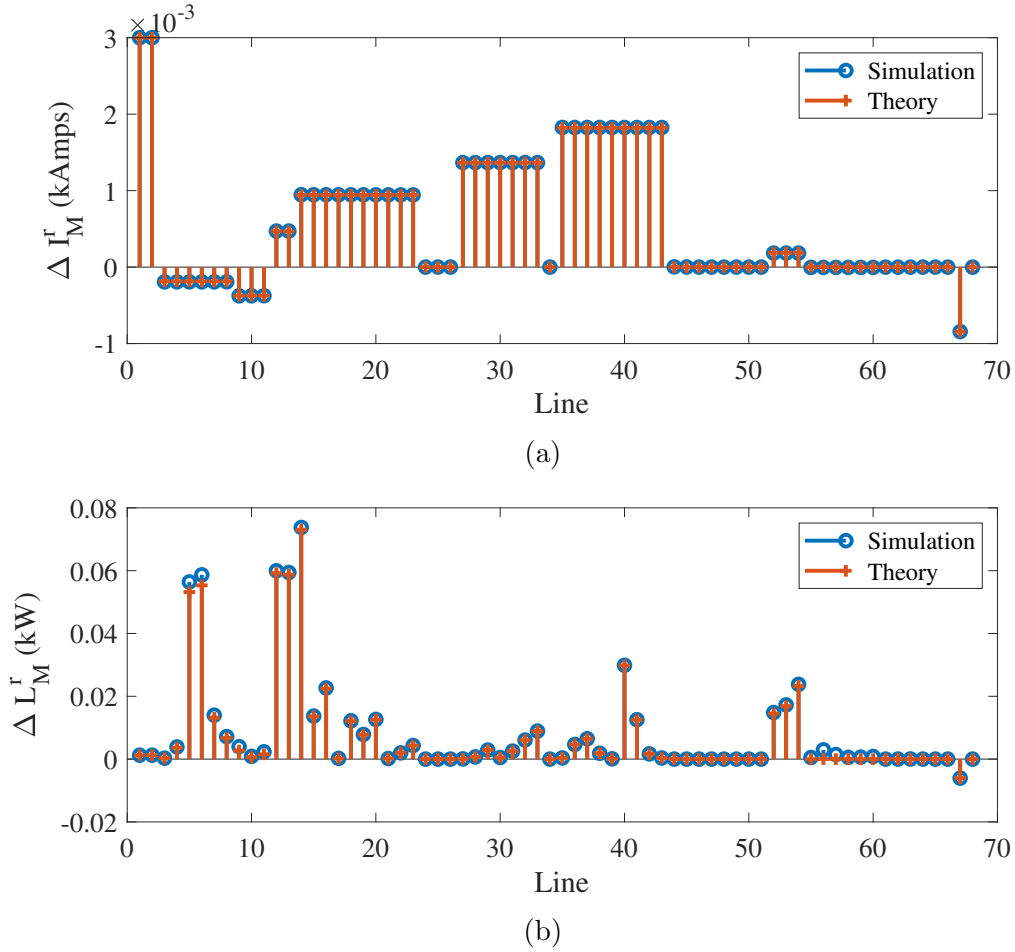 × 10⁻³
3
2
1
0
-1
Δ I_M^r (kAmps)
Simulation
Theory
0 10 20 30 40 50 60 70
Line
(a)
0.08
0.06
0.04
0.02
0
-0.02
Δ L_M^r (kW)
Simulation
Theory
0 10 20 30 40 50 60 70
Line
(b)